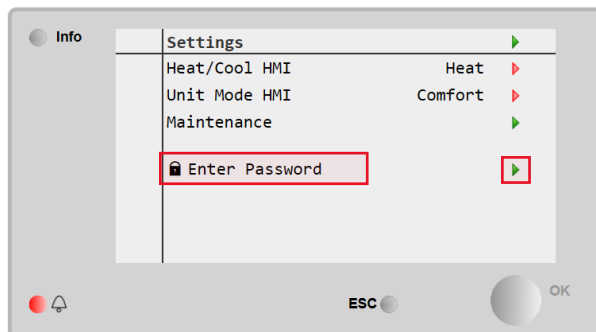 Info
Settings
Heat/Cool HMI Heat
Unit Mode HMI Comfort
Maintenance
Enter Password
ESC
OK